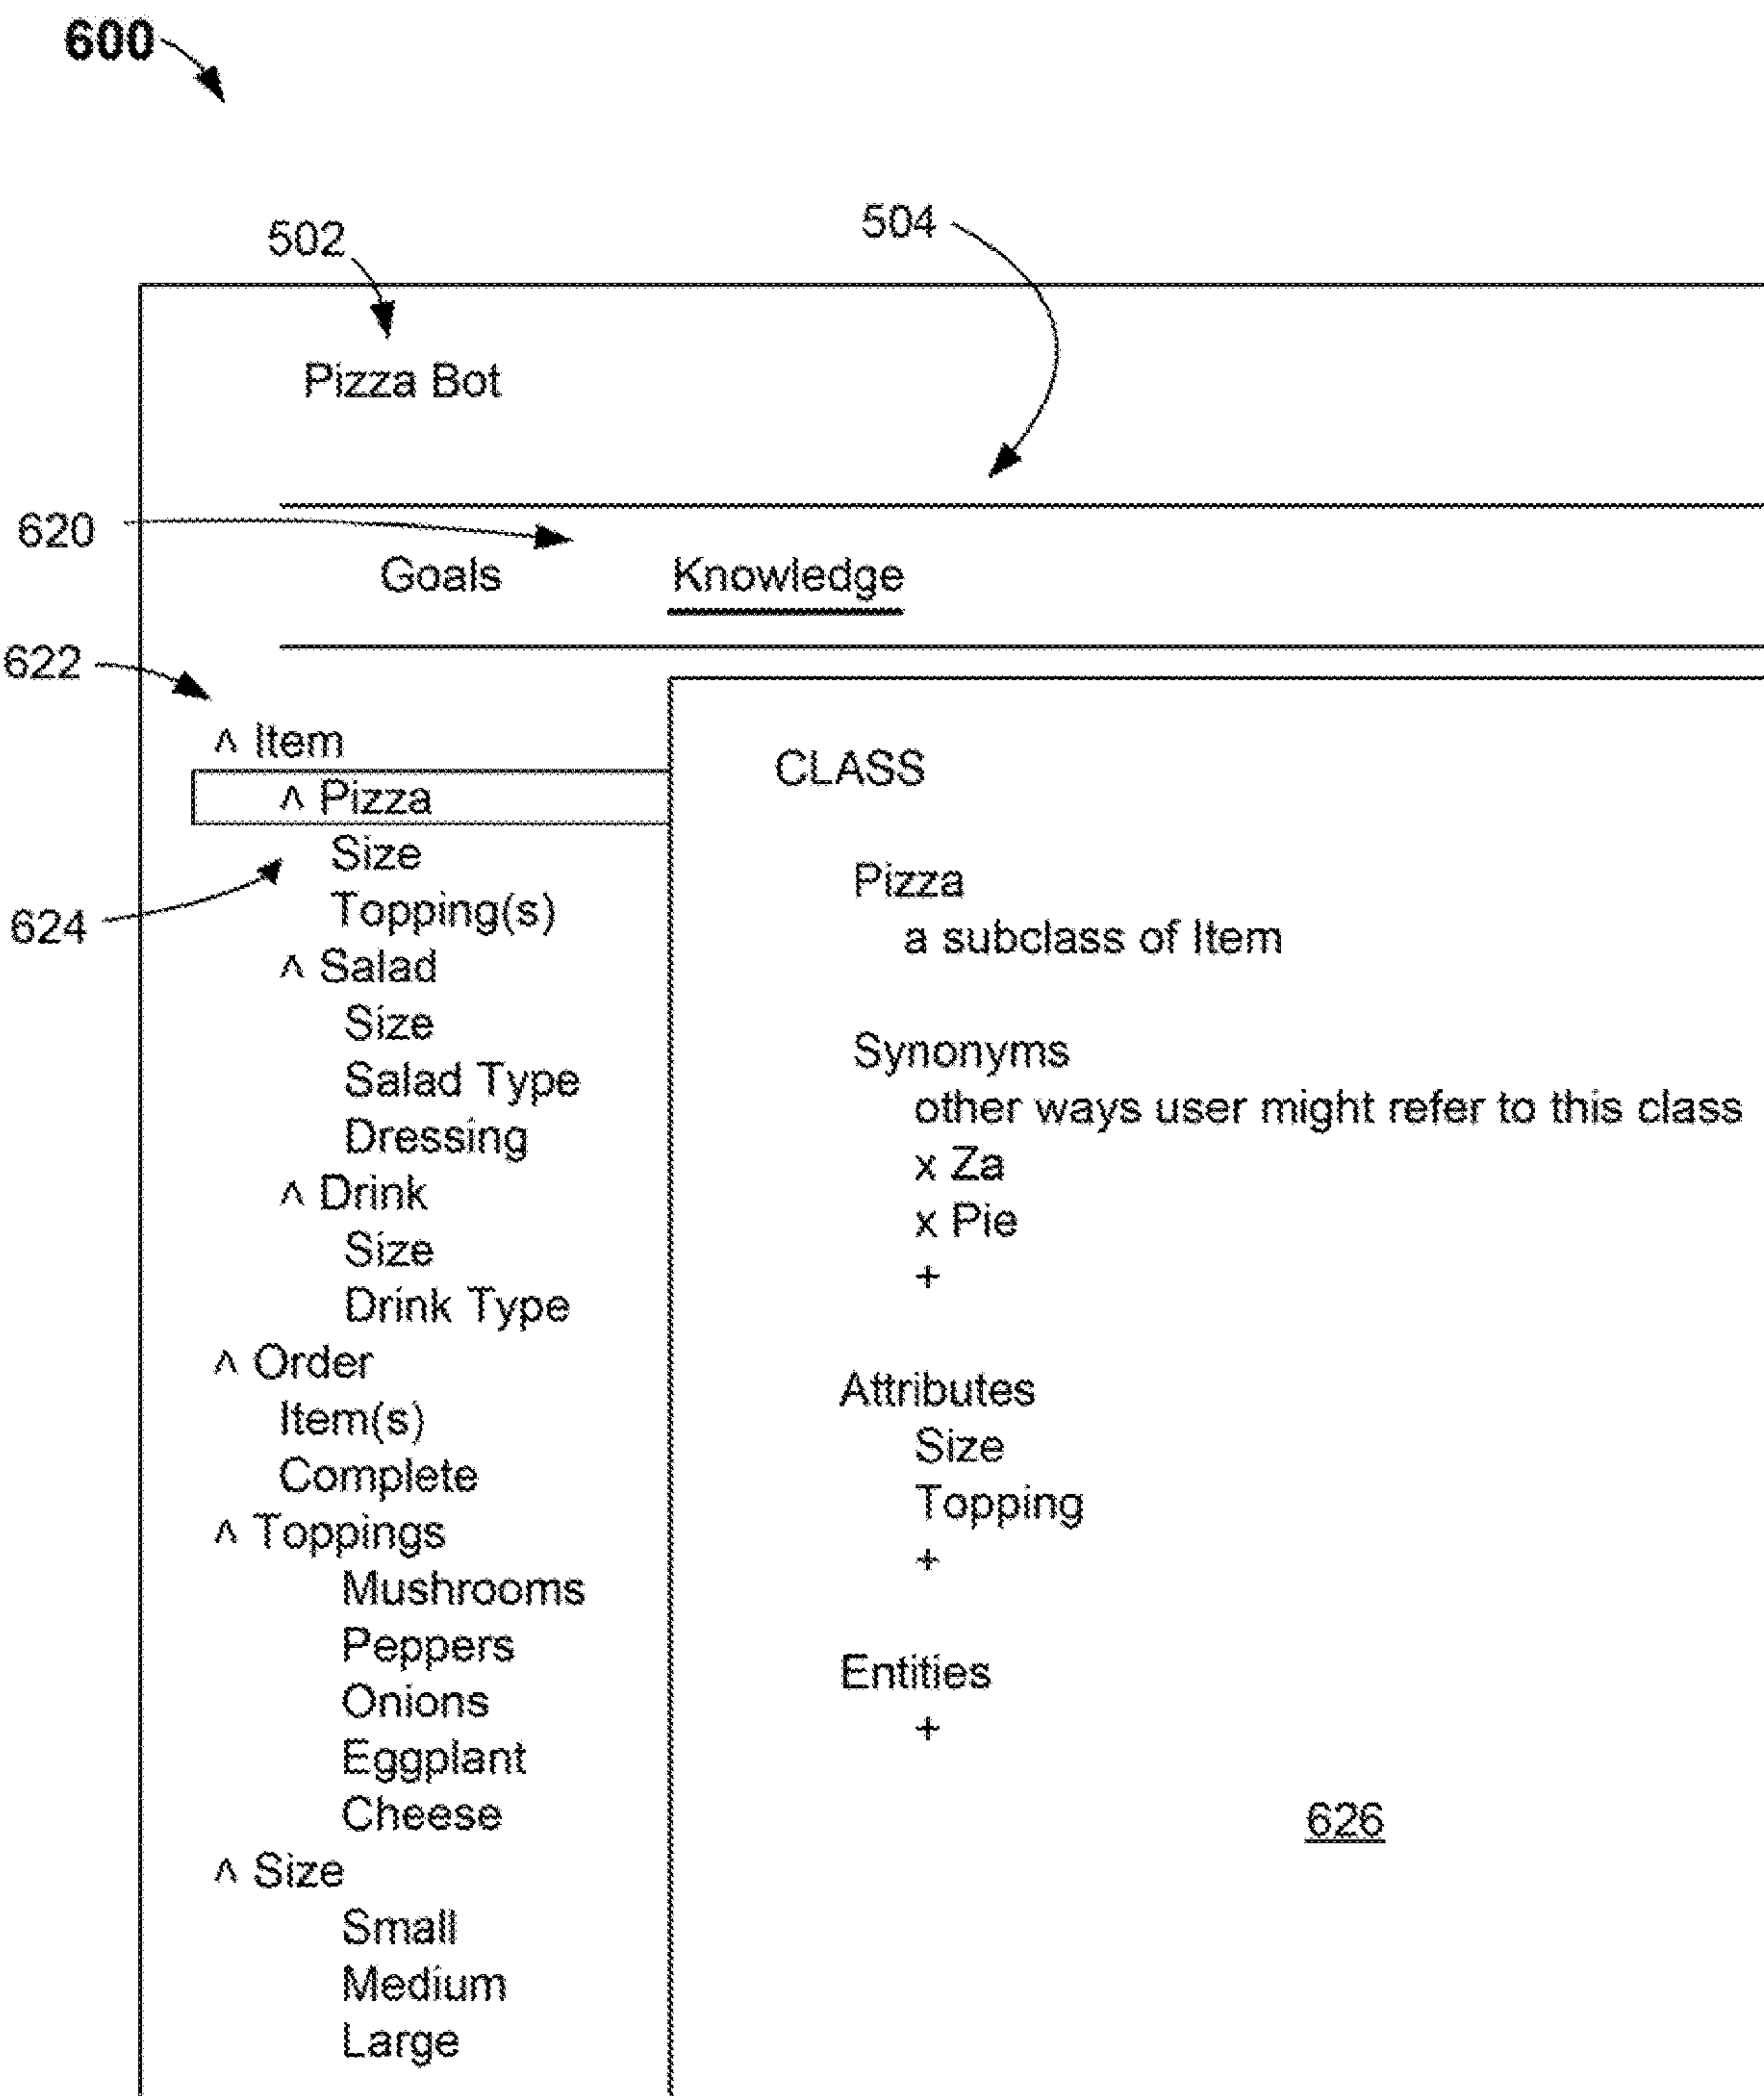 600
502
504
Pizza Bot
620
Goals Knowledge
622
^ Item
^ Pizza
Size
624
Topping(s)
^ Salad
Size
Salad Type
Dressing
^ Drink
Size
Drink Type
^ Order
Item(s)
Complete
^ Toppings
Mushrooms
Peppers
Onions
Eggplant
Cheese
^ Size
Small
Medium
Large
CLASS
Pizza
a subclass of Item
Synonyms
other ways user might refer to this class
x Za
x Pie
+
Attributes
Size
Topping
+
Entities
+
626